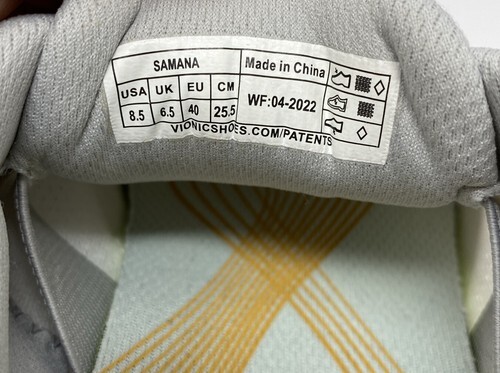 SAMANA
Made in China
USA UK EU CM
8.5 6.5 40 25.5
WF:04-2022
VIONICSHOES.COM/PATENTS